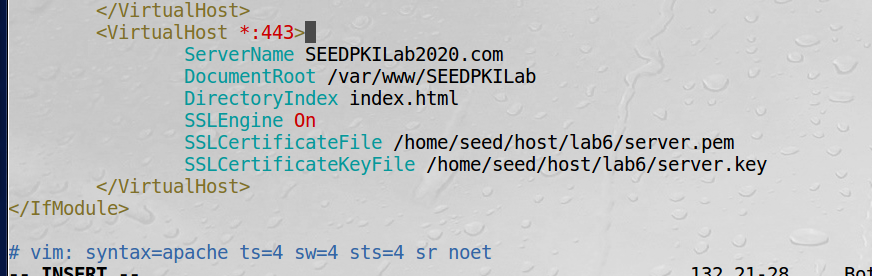 </VirtualHost>
<VirtualHost *:443>
ServerName SEEDPKILab2020.com
DocumentRoot /var/www/SEEDPKILab
DirectoryIndex index.html
SSLEngine On
SSLCertificateFile /home/seed/host/lab6/server.pem
SSLCertificateKeyFile /home/seed/host/lab6/server.key
</VirtualHost>
</IfModule>
# vim: syntax=apache ts=4 sw=4 sts=4 sr noet
-- INSERT -- 132,21-28 Bot